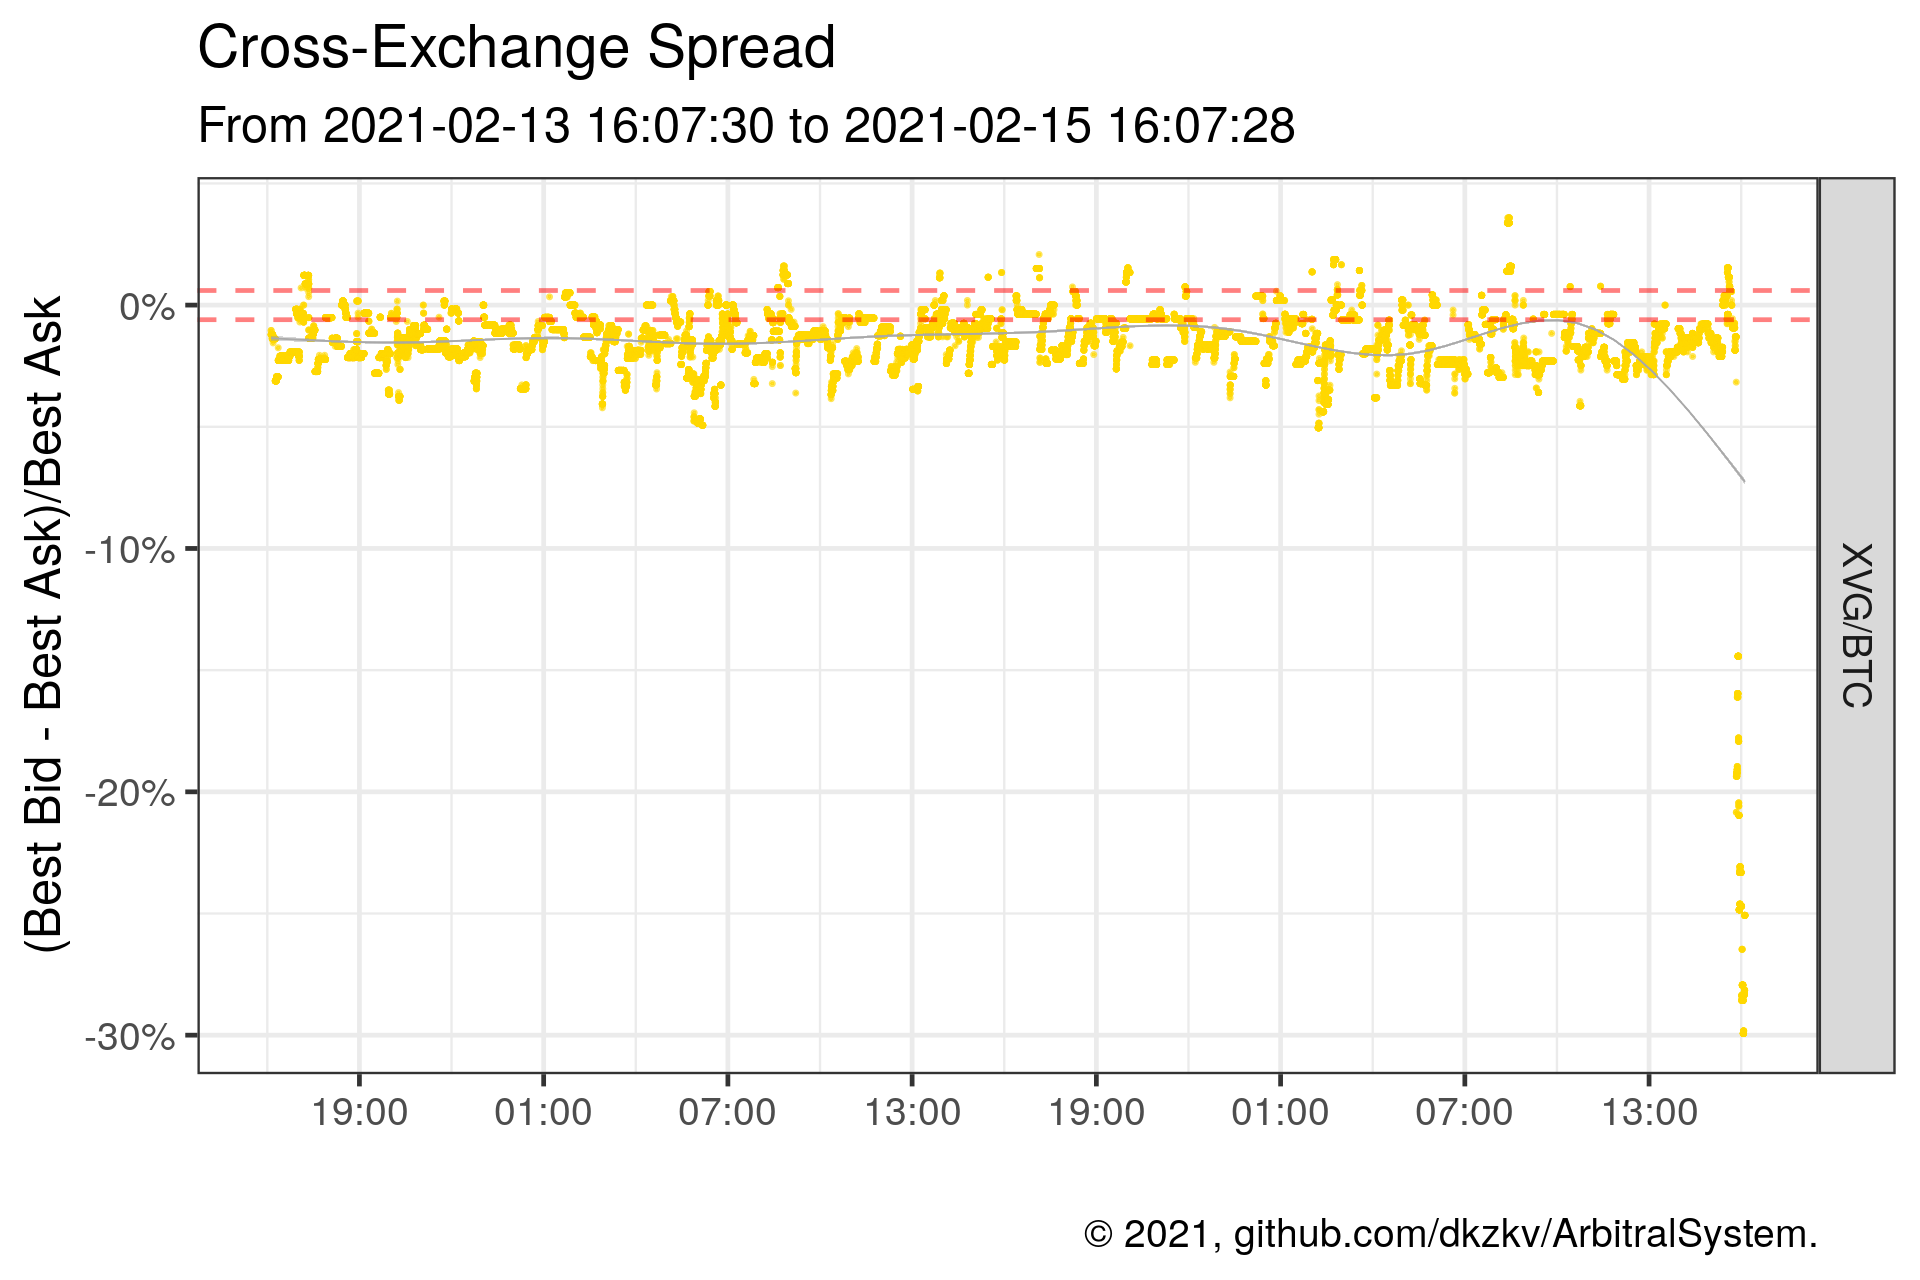 Cross-Exchange Spread
From 2021-02-13 16:07:30 to 2021-02-15 16:07:28
(Best Bid - Best Ask)/Best Ask
0%
-10%
-20%
-30%
XVG/BTC
19:00 01:00 07:00 13:00 19:00 01:00 07:00 13:00
© 2021, github.com/dkzkv/ArbitralSystem.